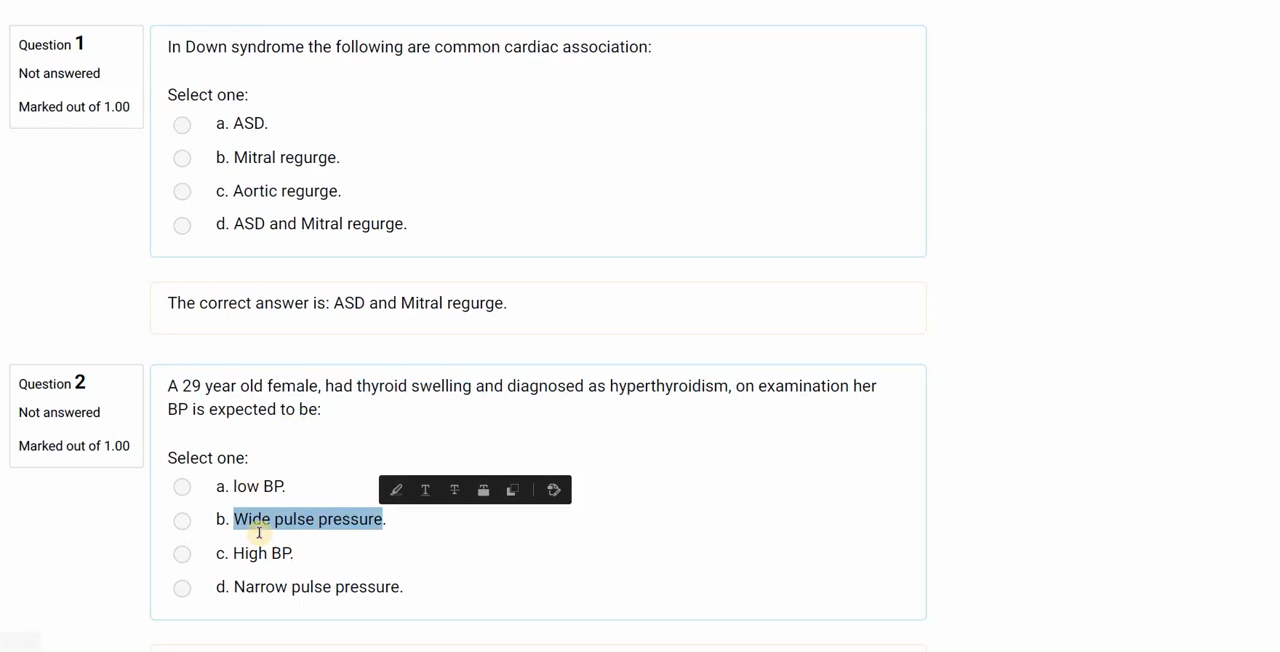 Question 1
Not answered
Marked out of 1.00
In Down syndrome the following are common cardiac association:
Select one:
a. ASD.
b. Mitral regurge.
c. Aortic regurge.
d. ASD and Mitral regurge.
The correct answer is: ASD and Mitral regurge.
Question 2
Not answered
Marked out of 1.00
A 29 year old female, had thyroid swelling and diagnosed as hyperthyroidism, on examination her
BP is expected to be:
Select one:
a. low BP.
b. Wide pulse pressure.
c. High BP.
d. Narrow pulse pressure.